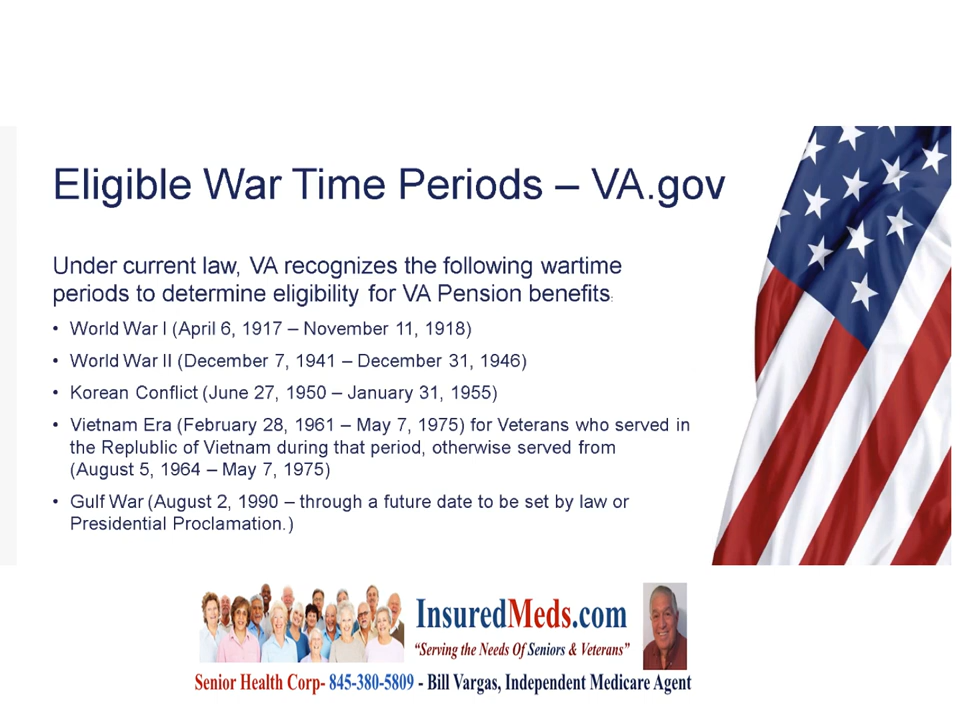 Eligible War Time Periods – VA.gov
Under current law, VA recognizes the following wartime
periods to determine eligibility for VA Pension benefits:
• World War I (April 6, 1917 – November 11, 1918)
• World War II (December 7, 1941 – December 31, 1946)
• Korean Conflict (June 27, 1950 – January 31, 1955)
• Vietnam Era (February 28, 1961 – May 7, 1975) for Veterans who served in
the Replublic of Vietnam during that period, otherwise served from
(August 5, 1964 – May 7, 1975)
• Gulf War (August 2, 1990 – through a future date to be set by law or
Presidential Proclamation.)
InsuredMeds.com
“Serving the Needs Of Seniors & Veterans”
Senior Health Corp- 845-380-5809 - Bill Vargas, Independent Medicare Agent